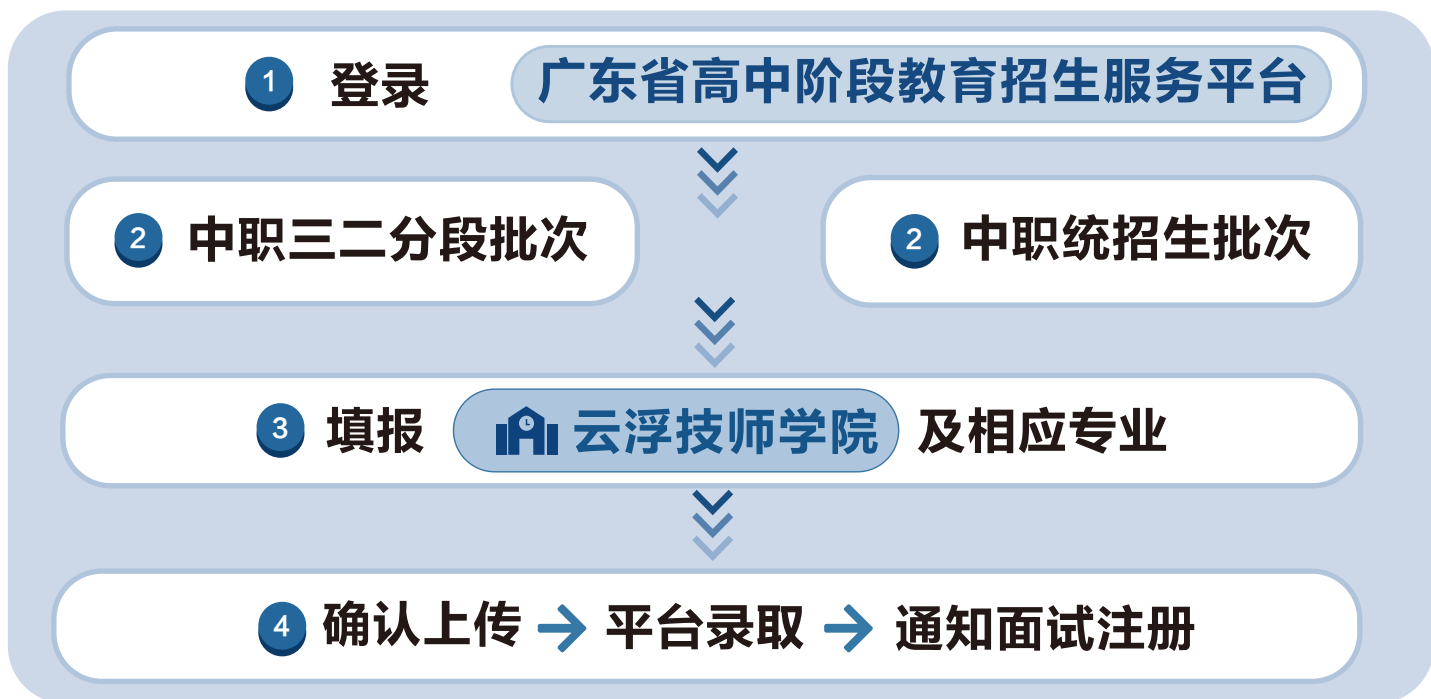 1 登录 广东省高中阶段教育招生服务平台
2 中职三二分段批次
2 中职统招生批次
3 填报 云浮技师学院 及相应专业
4 确认上传 → 平台录取 → 通知面试注册